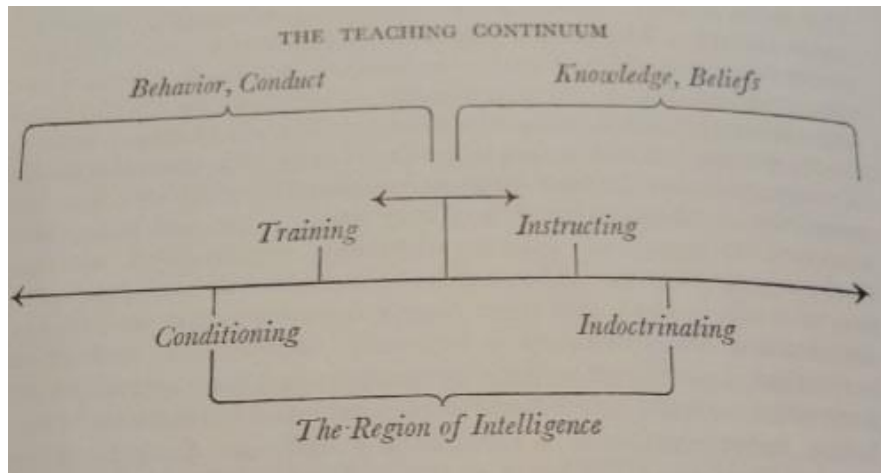 THE TEACHING CONTINUUM
Behavior, Conduct
Knowledge, Beliefs
Training
Instructing
Conditioning
Indoctrinating
The Region of Intelligence